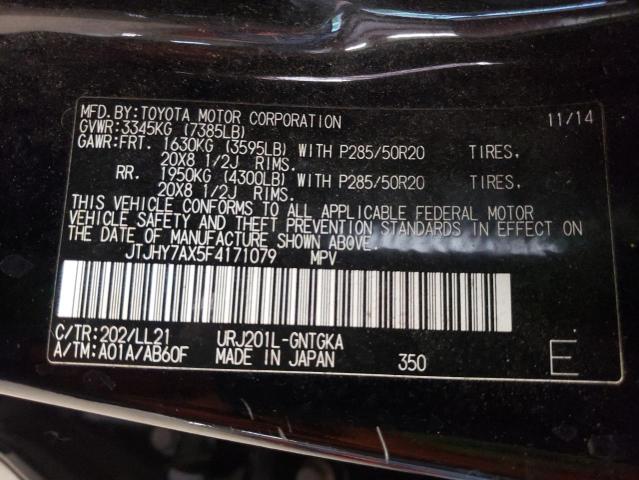 MFD.BY:TOYOTA MOTOR CORPORATION 11/14
GVWR:3345KG (7385LB)
GAWR:FRT. 1630KG (3595LB) WITH P285/50R20 TIRES,
20X8 1/2J RIMS.
RR. 1950KG (4300LB) WITH P285/50R20 TIRES,
20X8 1/2J RIMS.
THIS VEHICLE CONFORMS TO ALL APPLICABLE FEDERAL MOTOR
VEHICLE SAFETY AND THEFT PREVENTION STANDARDS IN EFFECT ON
THE DATE OF MANUFACTURE SHOWN ABOVE.
JTJHY7AX5F4171079 MPV
C/TR:202/LL21 URJ201L-GNTGKA
A/TM:A01A/AB60F MADE IN JAPAN 350 E